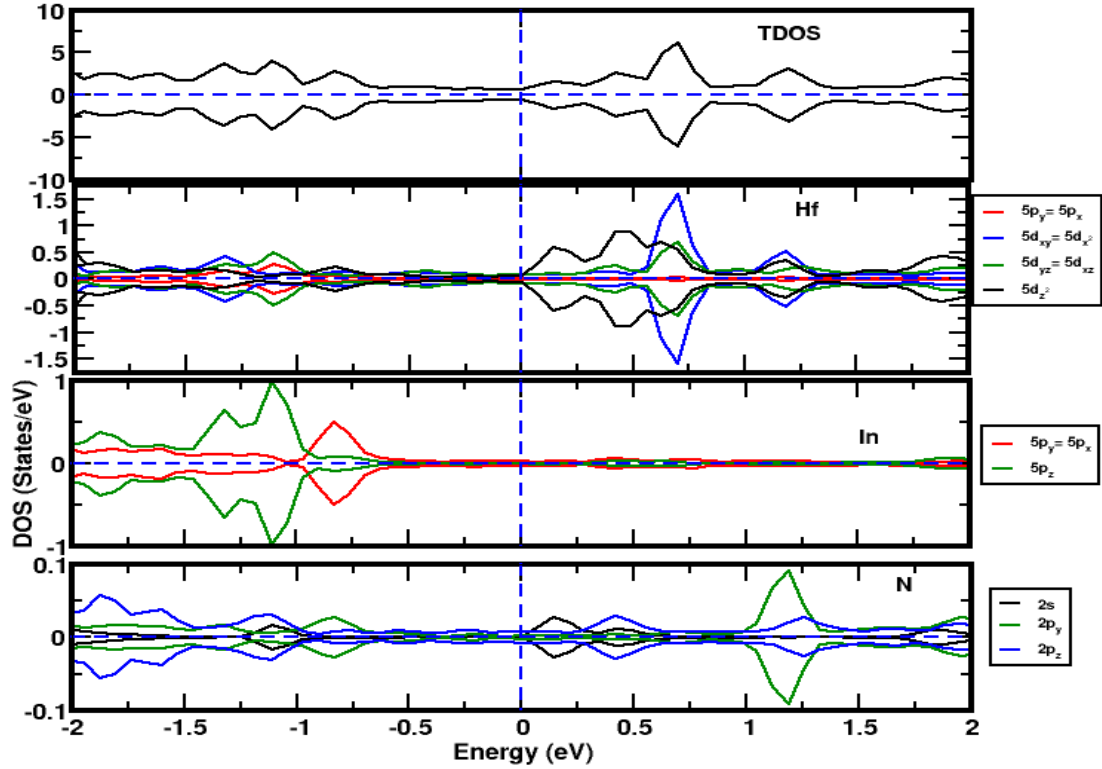 10
TDOS
5
0
-5
-10
1.5
Hf
1
0.5
0
-0.5
-1
-1.5
5p_y= 5p_x
5d_xy= 5d_x²
5d_yz= 5d_xz
5d_z²
1
In
0
-1
5p_y= 5p_x
5p_z
DOS (States/eV)
0.1
N
0
-0.1
2s
2p_y
2p_z
-2 -1.5 -1 -0.5 0 0.5 1 1.5 2
Energy (eV)